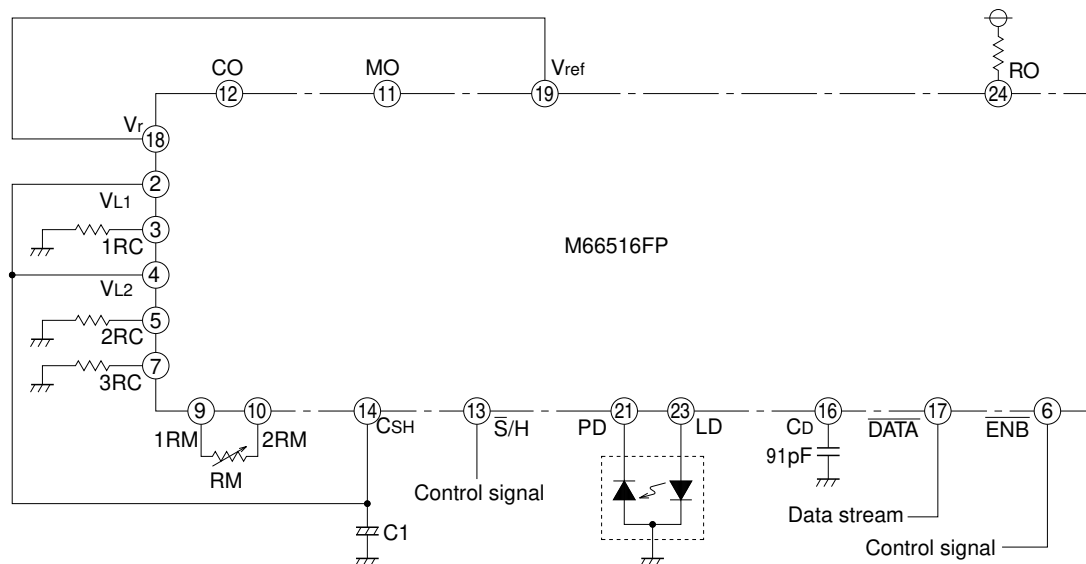 CO
MO
Vref
RO
12
11
19
24
Vr
18
2
VL1
3
1RC
M66516FP
4
VL2
5
2RC
7
3RC
9
10
14
13
21
23
16
17
6
1RM
2RM
CSH
S̅/H
PD
LD
CD
D̅A̅T̅A̅
E̅N̅B̅
RM
91pF
Control signal
Data stream
C1
Control signal